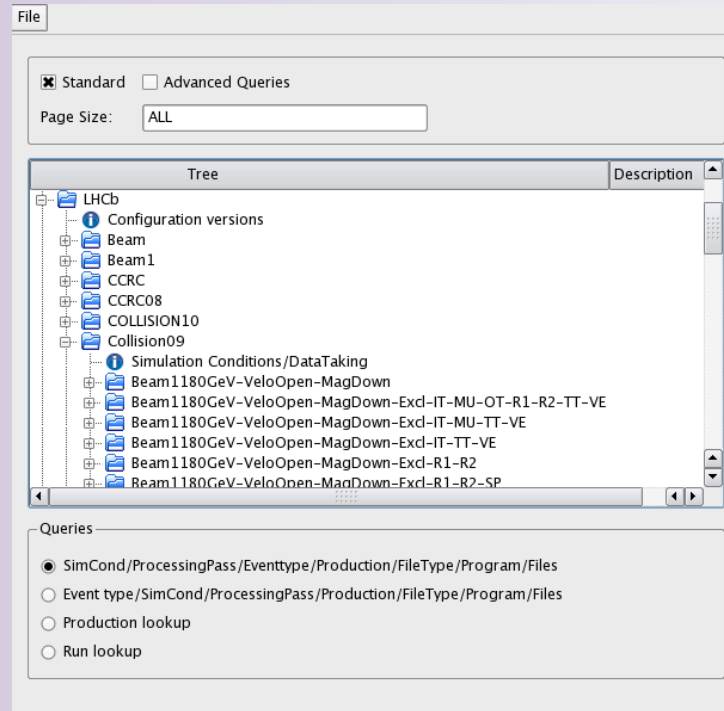 File
Standard Advanced Queries
Page Size: ALL
Tree Description
LHCb
Configuration versions
Beam
Beam1
CCRC
CCRC08
COLLISION10
Collision09
Simulation Conditions/DataTaking
Beam1180GeV-VeloOpen-MagDown
Beam1180GeV-VeloOpen-MagDown-Excl-IT-MU-OT-R1-R2-TT-VE
Beam1180GeV-VeloOpen-MagDown-Excl-IT-MU-TT-VE
Beam1180GeV-VeloOpen-MagDown-Excl-IT-TT-VE
Beam1180GeV-VeloOpen-MagDown-Excl-R1-R2
Beam1180GeV-VeloOpen-MagDown-Excl-R1-R2-SP
Queries
SimCond/ProcessingPass/Eventtype/Production/FileType/Program/Files
Event type/SimCond/ProcessingPass/Production/FileType/Program/Files
Production lookup
Run lookup